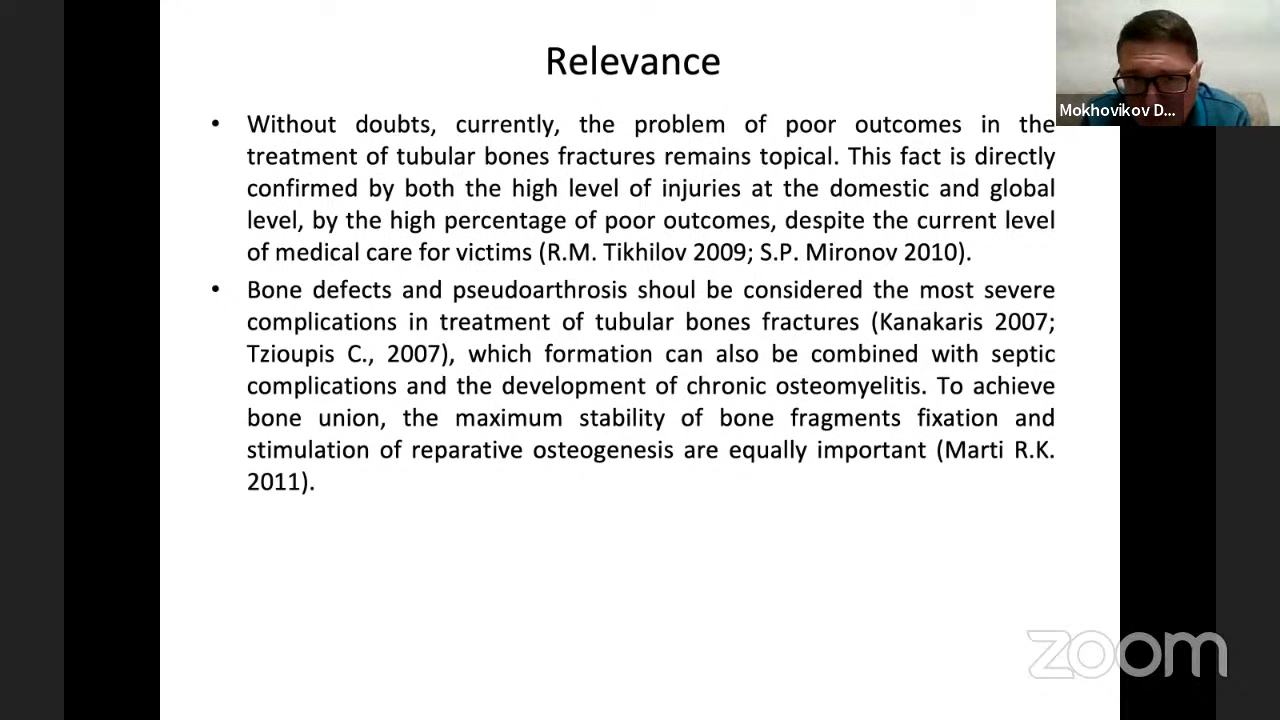 Relevance
Mokhovikov D...
• Without doubts, currently, the problem of poor outcomes in the
treatment of tubular bones fractures remains topical. This fact is directly
confirmed by both the high level of injuries at the domestic and global
level, by the high percentage of poor outcomes, despite the current level
of medical care for victims (R.M. Tikhilov 2009; S.P. Mironov 2010).
• Bone defects and pseudoarthrosis shoul be considered the most severe
complications in treatment of tubular bones fractures (Kanakaris 2007;
Tzioupis C., 2007), which formation can also be combined with septic
complications and the development of chronic osteomyelitis. To achieve
bone union, the maximum stability of bone fragments fixation and
stimulation of reparative osteogenesis are equally important (Marti R.K.
2011).
zoom